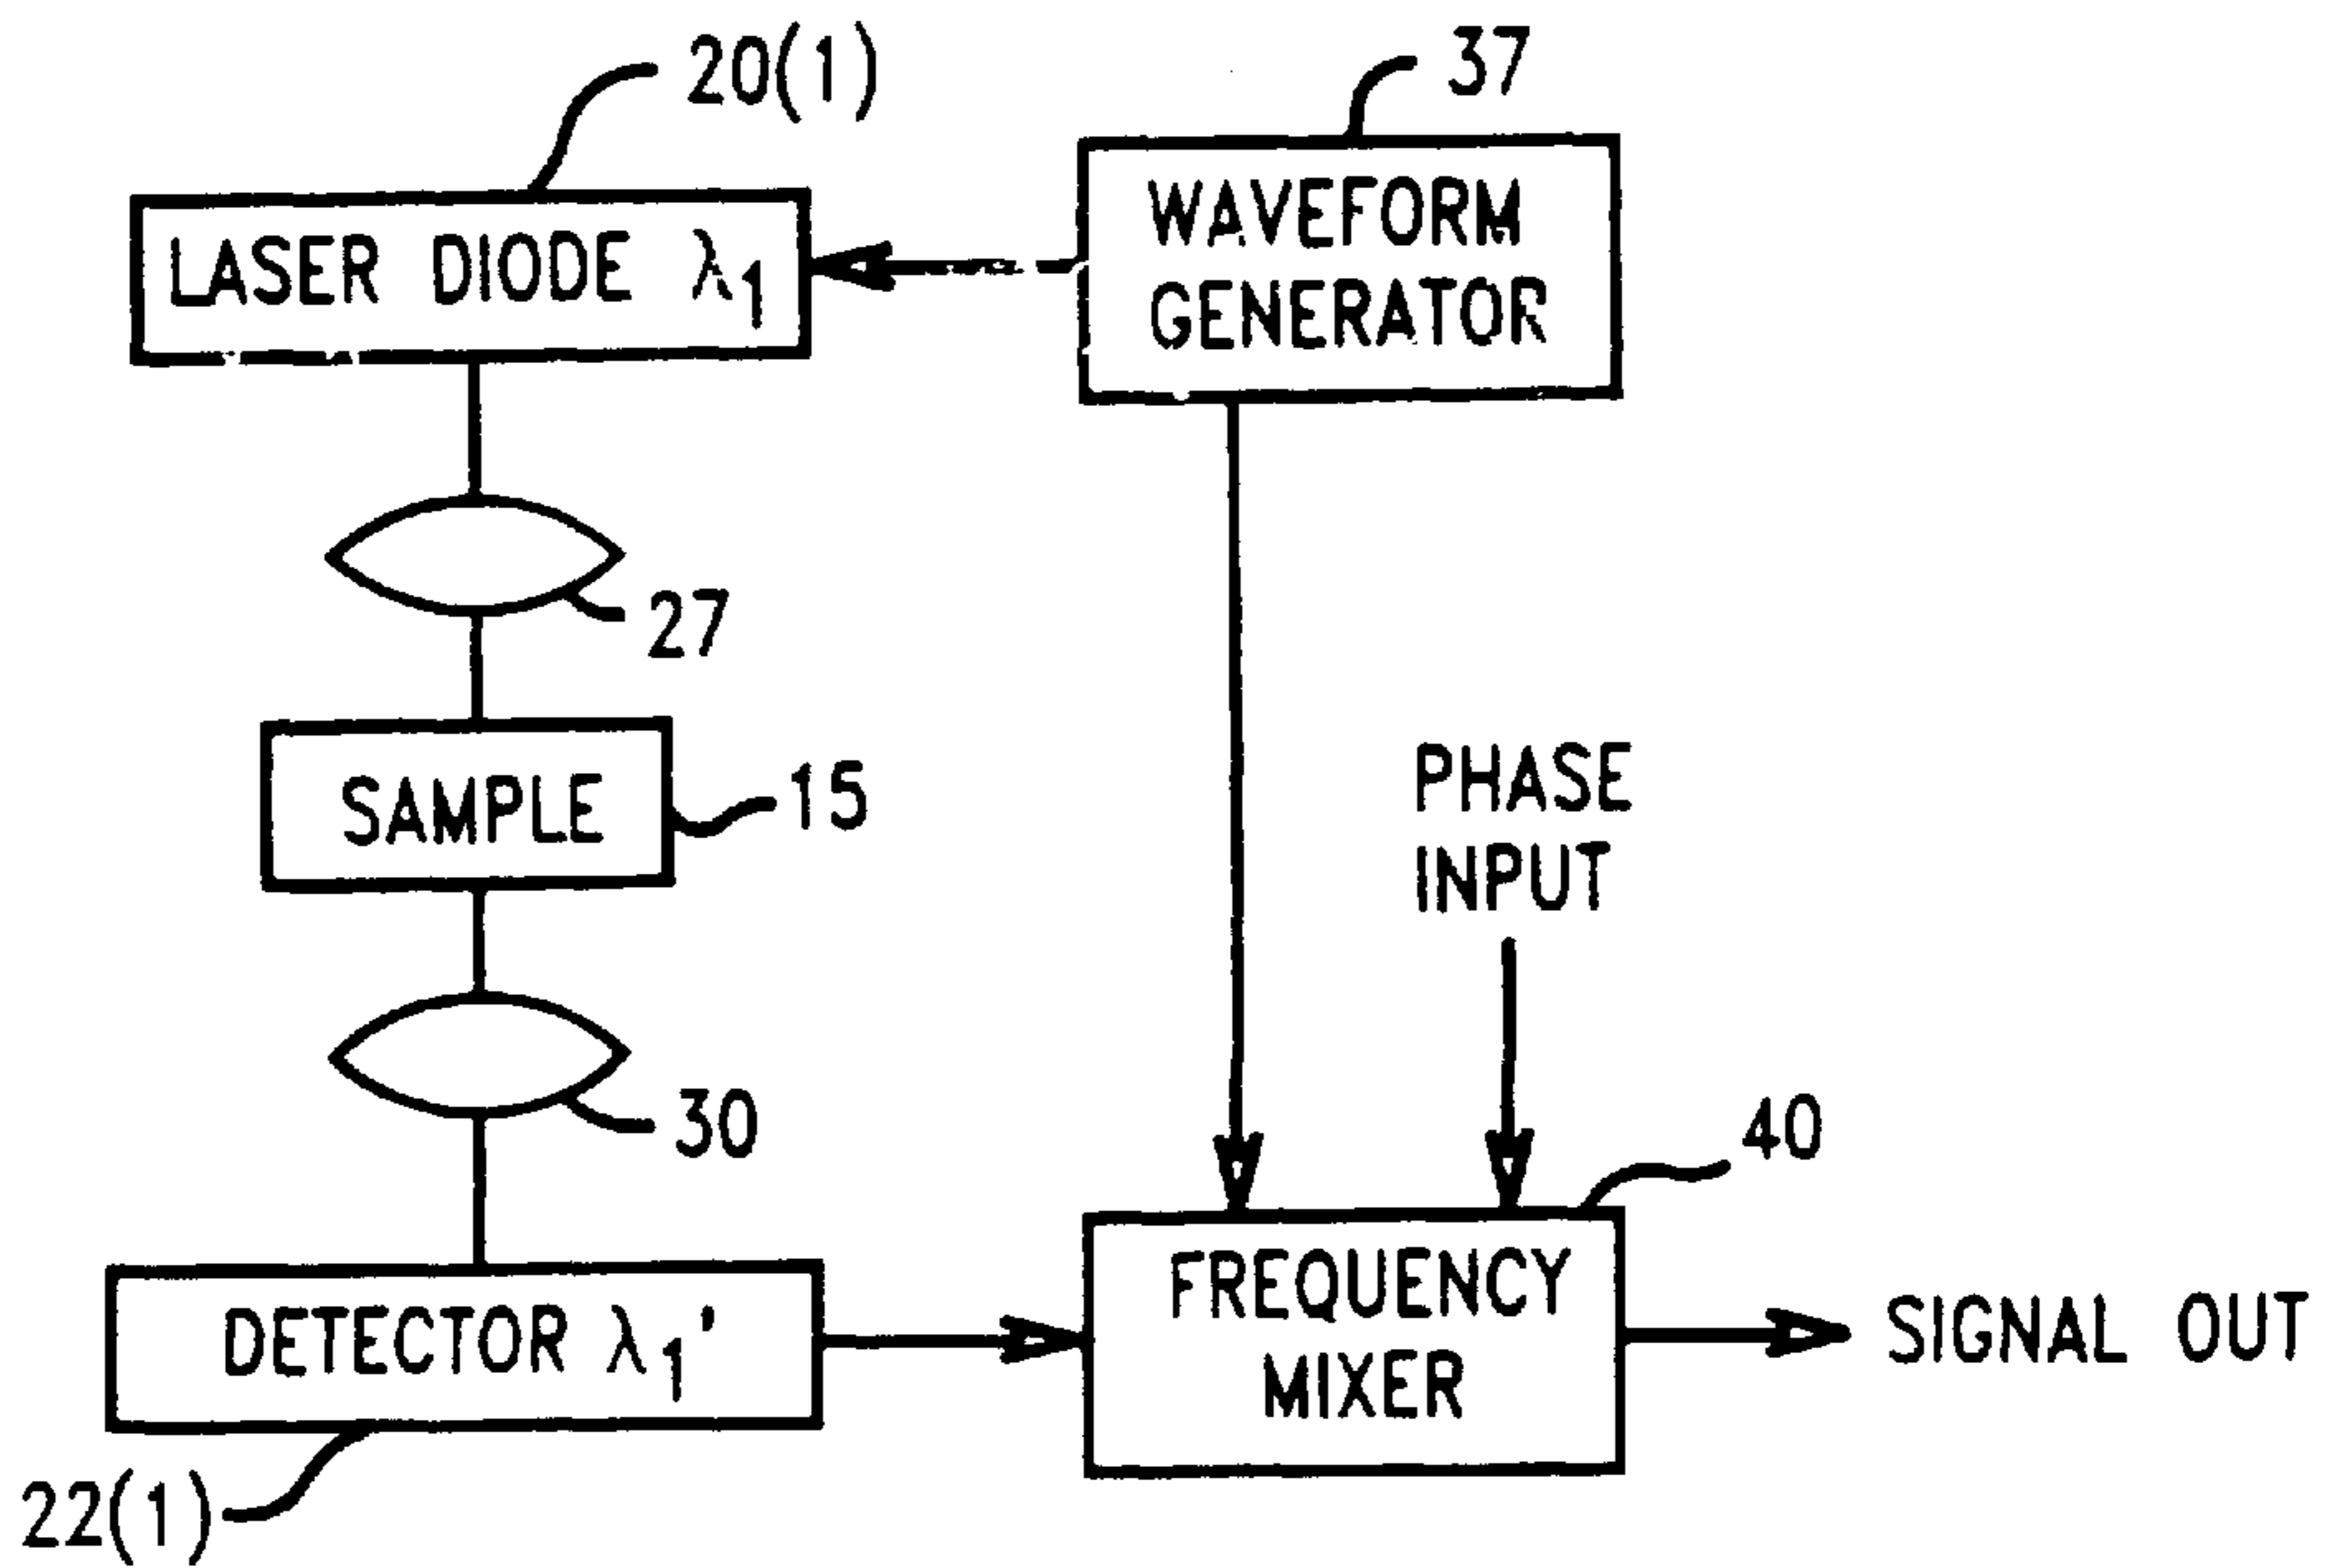 20(1)
37
LASER DIODE λ1
WAVEFORM
GENERATOR
27
SAMPLE
15
PHASE
INPUT
30
40
DETECTOR λ1'
FREQUENCY
MIXER
SIGNAL OUT
22(1)